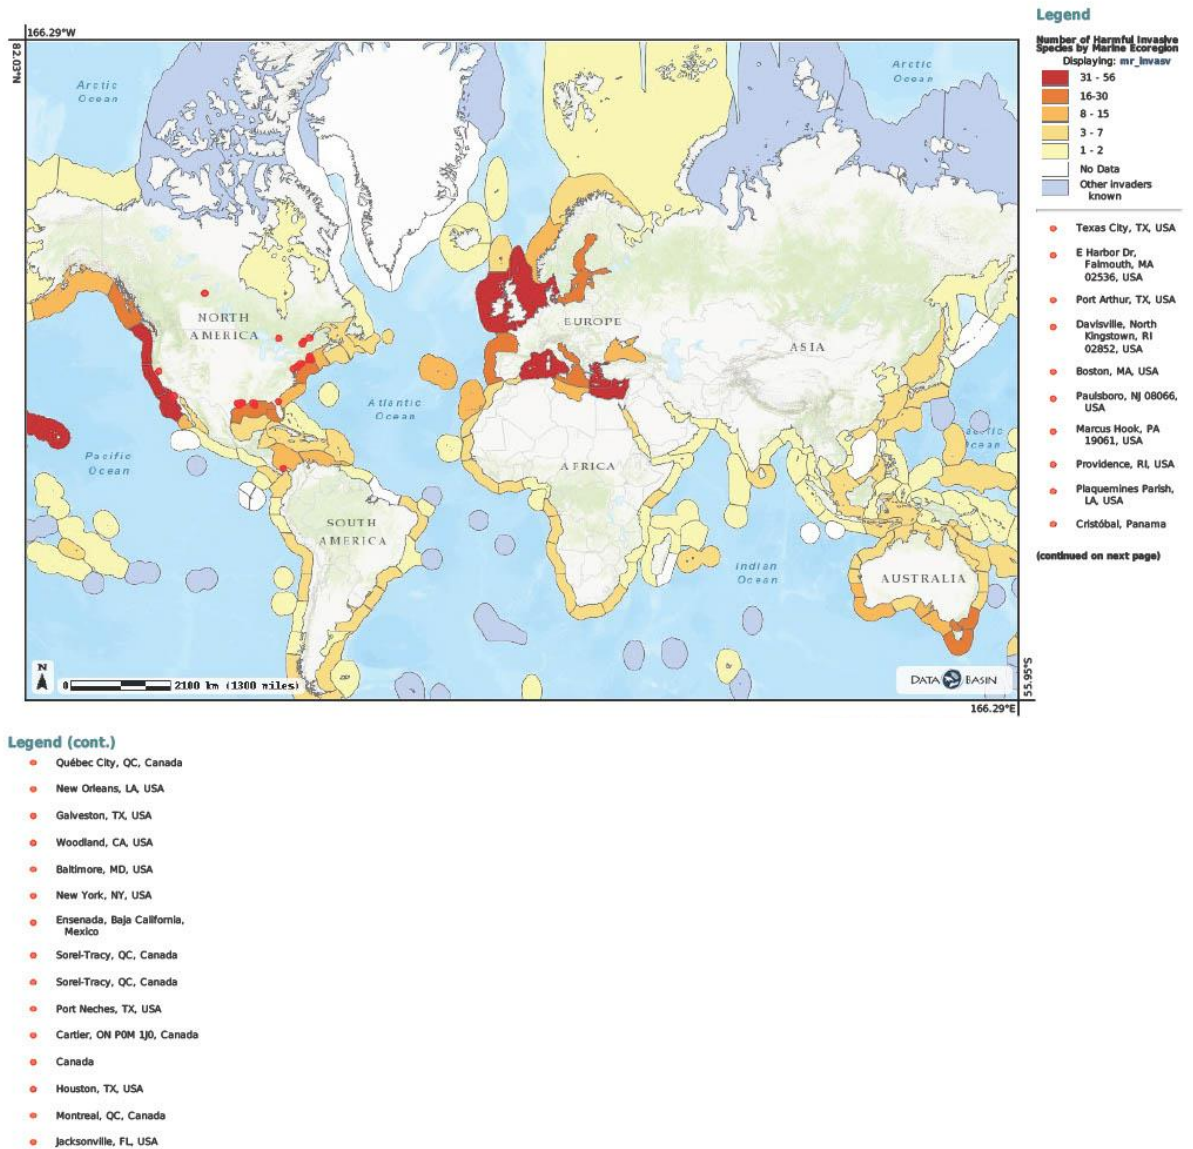 166.29°W
82.03°N
Arctic
Ocean
Arctic
Ocean
NORTH
AMERICA
EUROPE
ASIA
Atlantic
Ocean
Pacific
Ocean
AFRICA
SOUTH
AMERICA
Indian
Ocean
AUSTRALIA
N
0 2100 km (1300 miles)
DATA BASIN
55.95°S
166.29°E
Legend
Number of Harmful Invasive
Species by Marine Ecoregion
Displaying: mr_invasv
31 - 56
16-30
8 - 15
3 - 7
1 - 2
No Data
Other invaders
known
Texas City, TX, USA
E Harbor Dr,
Falmouth, MA
02536, USA
Port Arthur, TX, USA
Davisville, North
Kingstown, RI
02852, USA
Boston, MA, USA
Paulsboro, NJ 08066,
USA
Marcus Hook, PA
19061, USA
Providence, RI, USA
Plaquemines Parish,
LA, USA
Cristóbal, Panama
(continued on next page)
Legend (cont.)
Québec City, QC, Canada
New Orleans, LA, USA
Galveston, TX, USA
Woodland, CA, USA
Baltimore, MD, USA
New York, NY, USA
Ensenada, Baja California,
Mexico
Sorel-Tracy, QC, Canada
Sorel-Tracy, QC, Canada
Port Neches, TX, USA
Cartier, ON P0M 1J0, Canada
Canada
Houston, TX, USA
Montreal, QC, Canada
Jacksonville, FL, USA